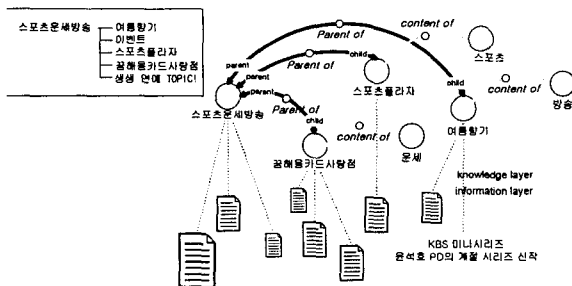 스포츠운세방송
여름향기
이벤트
스포츠플라자
꿈해몽카드사랑점
생생 연예 TOPIC!
content of
parent
Parent of
child
스포츠
content of
parent
Parent of
child
방송
스포츠운세방송
스포츠플라자
여름향기
parent
Parent of
child
content of
꿈해몽카드사랑점
운세
knowledge layer
information layer
KBS 미니시리즈
윤석호 PD의 계절 시리즈 신작